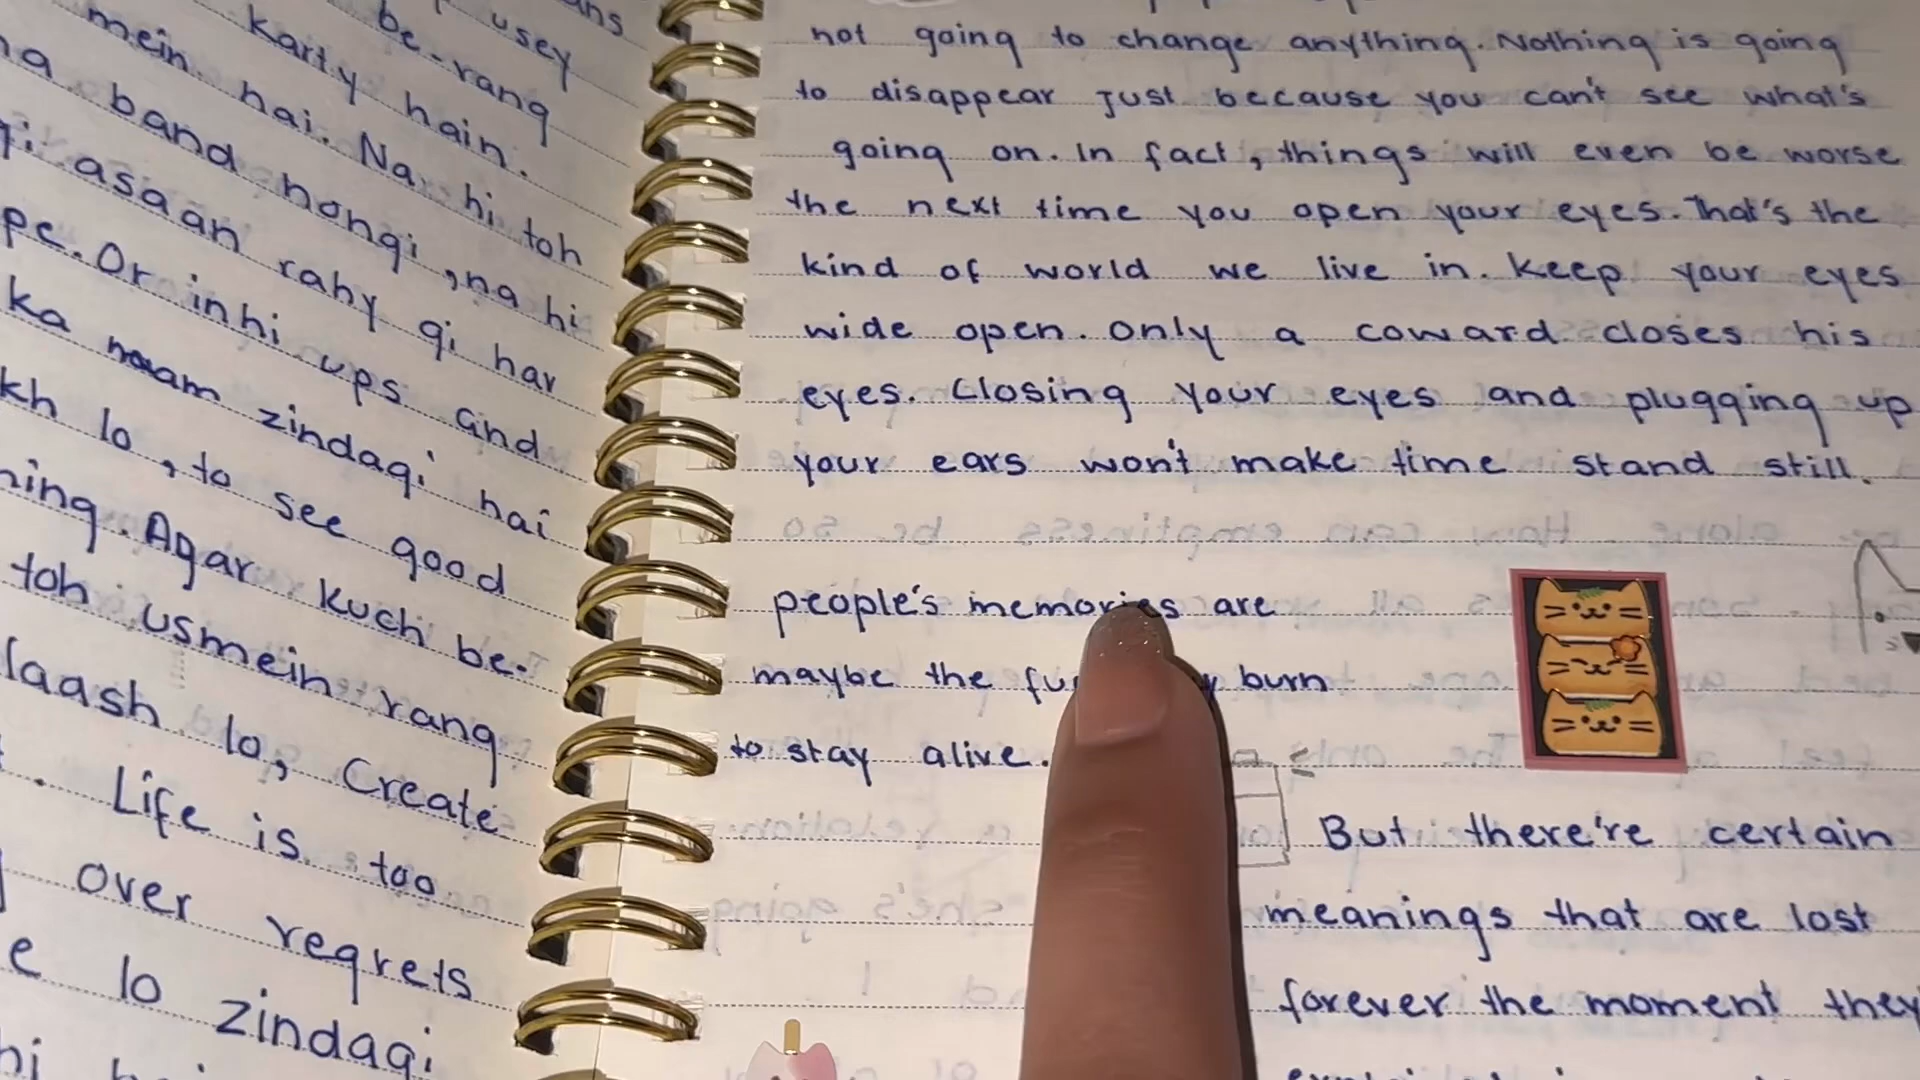 usey
be-rang
karty hain.
mein hai. Na hi toh
band hongi, na hi
asaan rahy gi har
pe. Or inhi ups and
ka naam zindagi hai
lo, to see good
Agar kuch be-
toh usmein rang
lo, Create
. Life is too
over regrets
lo zindagi
not going to change anything. Nothing is going
to disappear just because you can't see what's
going on. In fact, things will even be worse
the next time you open your eyes. That's the
kind of world we live in. Keep your eyes
wide open. Only a coward closes his
eyes. Closing your eyes and plugging up
your ears won't make time stand still.
people's memories are
maybe the burn
to stay alive.
But there're certain
meanings that are lost
forever the moment they